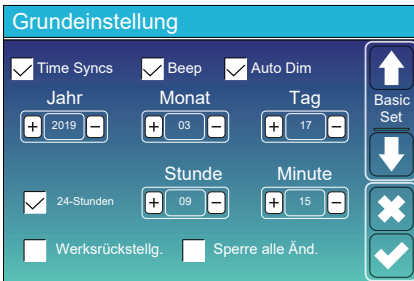 Grundeinstellung
Time Syncs Beep Auto Dim
Jahr Monat Tag
+ 2019 − + 03 − + 17 −
Basic
Set
Stunde Minute
24-Stunden + 09 − + 15 −
Werksrückstellg. Sperre alle Änd.